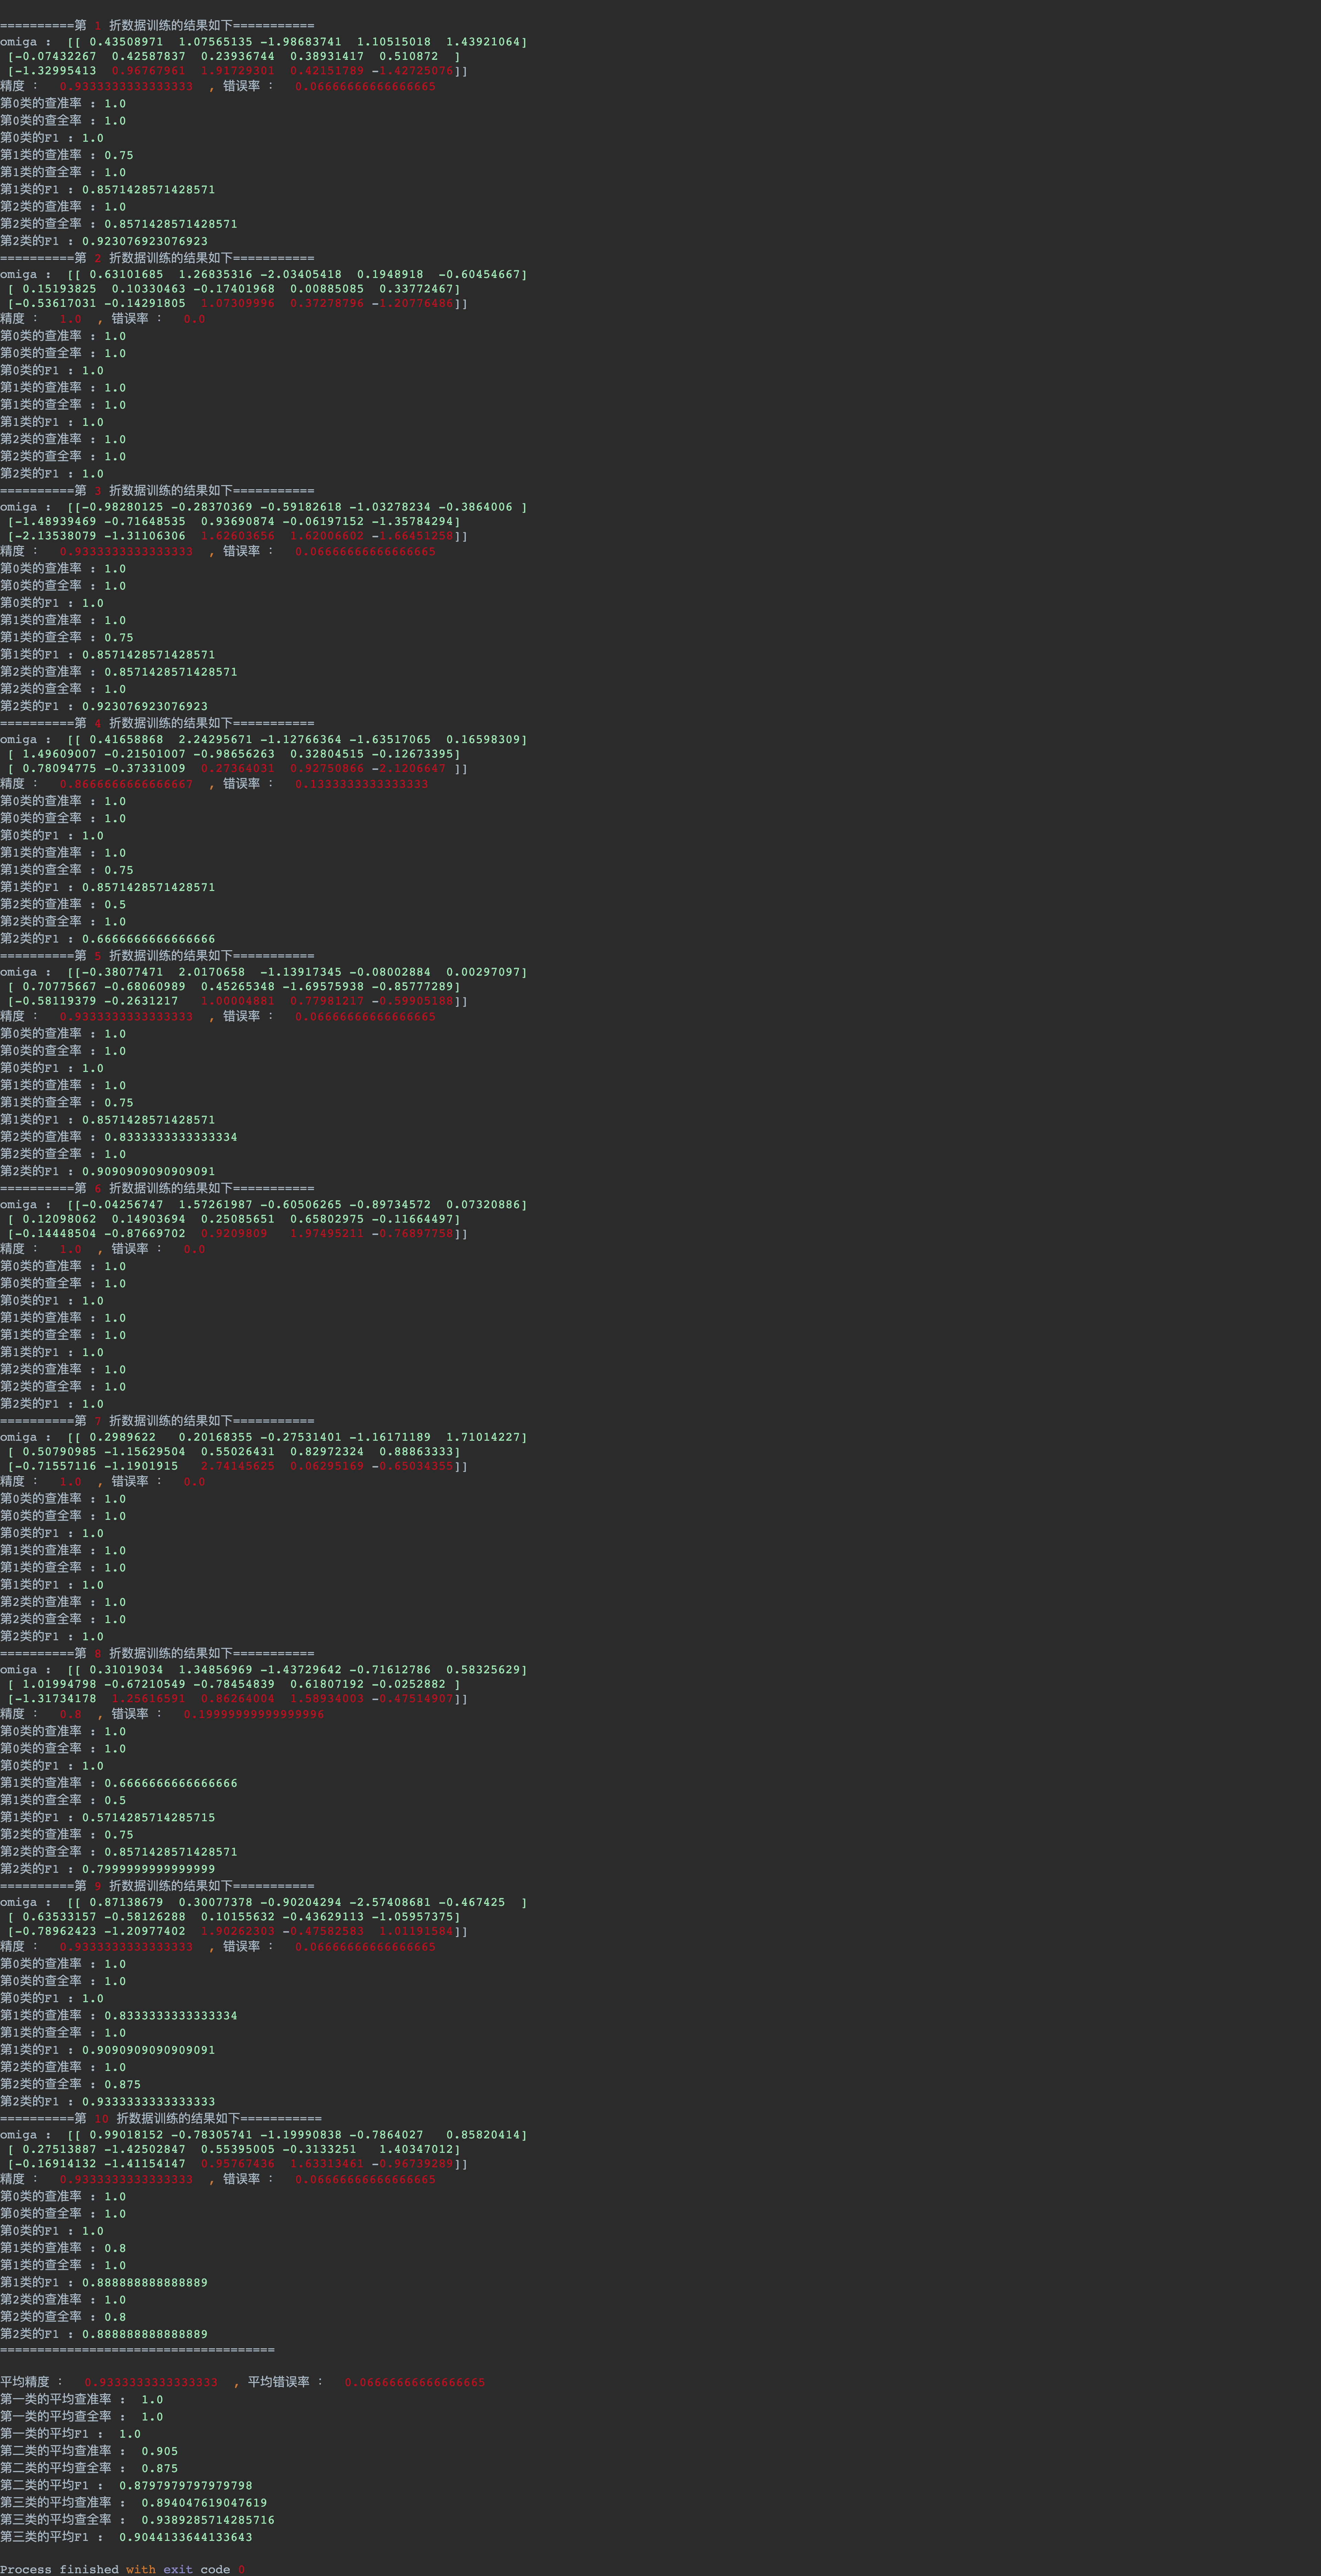 ==========第 1 折数据训练的结果如下===========
omiga :  [[ 0.43508971  1.07565135 -1.98683741  1.10515018  1.43921064]
 [-0.07432267  0.42587837  0.23936744  0.38931417  0.510872  ]
 [-1.32995413  0.96767961  1.91729301  0.42151789 -1.42725076]]
精度 :   0.9333333333333333  , 错误率 :   0.06666666666666665
第0类的查准率 : 1.0
第0类的查全率 : 1.0
第0类的F1 : 1.0
第1类的查准率 : 0.75
第1类的查全率 : 1.0
第1类的F1 : 0.8571428571428571
第2类的查准率 : 1.0
第2类的查全率 : 0.8571428571428571
第2类的F1 : 0.923076923076923
==========第 2 折数据训练的结果如下===========
omiga :  [[ 0.63101685  1.26835316 -2.03405418  0.1948918  -0.60454667]
 [ 0.15193825  0.10330463 -0.17401968  0.00885085  0.33772467]
 [-0.53617031 -0.14291805  1.07309996  0.37278796 -1.20776486]]
精度 :   1.0  , 错误率 :   0.0
第0类的查准率 : 1.0
第0类的查全率 : 1.0
第0类的F1 : 1.0
第1类的查准率 : 1.0
第1类的查全率 : 1.0
第1类的F1 : 1.0
第2类的查准率 : 1.0
第2类的查全率 : 1.0
第2类的F1 : 1.0
==========第 3 折数据训练的结果如下===========
omiga :  [[-0.98280125 -0.28370369 -0.59182618 -1.03278234 -0.3864006 ]
 [-1.48939469 -0.71648535  0.93690874 -0.06197152 -1.35784294]
 [-2.13538079 -1.31106306  1.62603656  1.62006602 -1.66451258]]
精度 :   0.9333333333333333  , 错误率 :   0.06666666666666665
第0类的查准率 : 1.0
第0类的查全率 : 1.0
第0类的F1 : 1.0
第1类的查准率 : 1.0
第1类的查全率 : 0.75
第1类的F1 : 0.8571428571428571
第2类的查准率 : 0.8571428571428571
第2类的查全率 : 1.0
第2类的F1 : 0.923076923076923
==========第 4 折数据训练的结果如下===========
omiga :  [[ 0.41658868  2.24295671 -1.12766364 -1.63517065  0.16598309]
 [ 1.49609007 -0.21501007 -0.98656263  0.32804515 -0.12673395]
 [ 0.78094775 -0.37331009  0.27364031  0.92750866 -2.1206647 ]]
精度 :   0.8666666666666667  , 错误率 :   0.1333333333333333
第0类的查准率 : 1.0
第0类的查全率 : 1.0
第0类的F1 : 1.0
第1类的查准率 : 1.0
第1类的查全率 : 0.75
第1类的F1 : 0.8571428571428571
第2类的查准率 : 0.5
第2类的查全率 : 1.0
第2类的F1 : 0.6666666666666666
==========第 5 折数据训练的结果如下===========
omiga :  [[-0.38077471  2.0170658  -1.13917345 -0.08002884  0.00297097]
 [ 0.70775667 -0.68060989  0.45265348 -1.69575938 -0.85777289]
 [-0.58119379 -0.2631217   1.00004881  0.77981217 -0.59905188]]
精度 :   0.9333333333333333  , 错误率 :   0.06666666666666665
第0类的查准率 : 1.0
第0类的查全率 : 1.0
第0类的F1 : 1.0
第1类的查准率 : 1.0
第1类的查全率 : 0.75
第1类的F1 : 0.8571428571428571
第2类的查准率 : 0.8333333333333334
第2类的查全率 : 1.0
第2类的F1 : 0.9090909090909091
==========第 6 折数据训练的结果如下===========
omiga :  [[-0.04256747  1.57261987 -0.60506265 -0.89734572  0.07320886]
 [ 0.12098062  0.14903694  0.25085651  0.65802975 -0.11664497]
 [-0.14448504 -0.87669702  0.9209809   1.97495211 -0.76897758]]
精度 :   1.0  , 错误率 :   0.0
第0类的查准率 : 1.0
第0类的查全率 : 1.0
第0类的F1 : 1.0
第1类的查准率 : 1.0
第1类的查全率 : 1.0
第1类的F1 : 1.0
第2类的查准率 : 1.0
第2类的查全率 : 1.0
第2类的F1 : 1.0
==========第 7 折数据训练的结果如下===========
omiga :  [[ 0.2989622   0.20168355 -0.27531401 -1.16171189  1.71014227]
 [ 0.50790985 -1.15629504  0.55026431  0.82972324  0.88863333]
 [-0.71557116 -1.1901915   2.74145625  0.06295169 -0.65034355]]
精度 :   1.0  , 错误率 :   0.0
第0类的查准率 : 1.0
第0类的查全率 : 1.0
第0类的F1 : 1.0
第1类的查准率 : 1.0
第1类的查全率 : 1.0
第1类的F1 : 1.0
第2类的查准率 : 1.0
第2类的查全率 : 1.0
第2类的F1 : 1.0
==========第 8 折数据训练的结果如下===========
omiga :  [[ 0.31019034  1.34856969 -1.43729642 -0.71612786  0.58325629]
 [ 1.01994798 -0.67210549 -0.78454839  0.61807192 -0.0252882 ]
 [-1.31734178  1.25616591  0.86264004  1.58934003 -0.47514907]]
精度 :   0.8  , 错误率 :   0.19999999999999996
第0类的查准率 : 1.0
第0类的查全率 : 1.0
第0类的F1 : 1.0
第1类的查准率 : 0.6666666666666666
第1类的查全率 : 0.5
第1类的F1 : 0.5714285714285715
第2类的查准率 : 0.75
第2类的查全率 : 0.8571428571428571
第2类的F1 : 0.7999999999999999
==========第 9 折数据训练的结果如下===========
omiga :  [[ 0.87138679  0.30077378 -0.90204294 -2.57408681 -0.467425  ]
 [ 0.63533157 -0.58126288  0.10155632 -0.43629113 -1.05957375]
 [-0.78962423 -1.20977402  1.90262303 -0.47582583  1.01191584]]
精度 :   0.9333333333333333  , 错误率 :   0.06666666666666665
第0类的查准率 : 1.0
第0类的查全率 : 1.0
第0类的F1 : 1.0
第1类的查准率 : 0.8333333333333334
第1类的查全率 : 1.0
第1类的F1 : 0.9090909090909091
第2类的查准率 : 1.0
第2类的查全率 : 0.875
第2类的F1 : 0.9333333333333333
==========第 10 折数据训练的结果如下===========
omiga :  [[ 0.99018152 -0.78305741 -1.19990838 -0.7864027   0.85820414]
 [ 0.27513887 -1.42502847  0.55395005 -0.3133251   1.40347012]
 [-0.16914132 -1.41154147  0.95767436  1.63313461 -0.96739289]]
精度 :   0.9333333333333333  , 错误率 :   0.06666666666666665
第0类的查准率 : 1.0
第0类的查全率 : 1.0
第0类的F1 : 1.0
第1类的查准率 : 0.8
第1类的查全率 : 1.0
第1类的F1 : 0.888888888888889
第2类的查准率 : 1.0
第2类的查全率 : 0.8
第2类的F1 : 0.888888888888889
=====================================
平均精度 :   0.9333333333333333  , 平均错误率 :   0.06666666666666665
第一类的平均查准率 :  1.0
第一类的平均查全率 :  1.0
第一类的平均F1 :  1.0
第二类的平均查准率 :  0.905
第二类的平均查全率 :  0.875
第二类的平均F1 :  0.8797979797979798
第三类的平均查准率 :  0.894047619047619
第三类的平均查全率 :  0.9389285714285716
第三类的平均F1 :  0.9044133644133643
Process finished with exit code 0